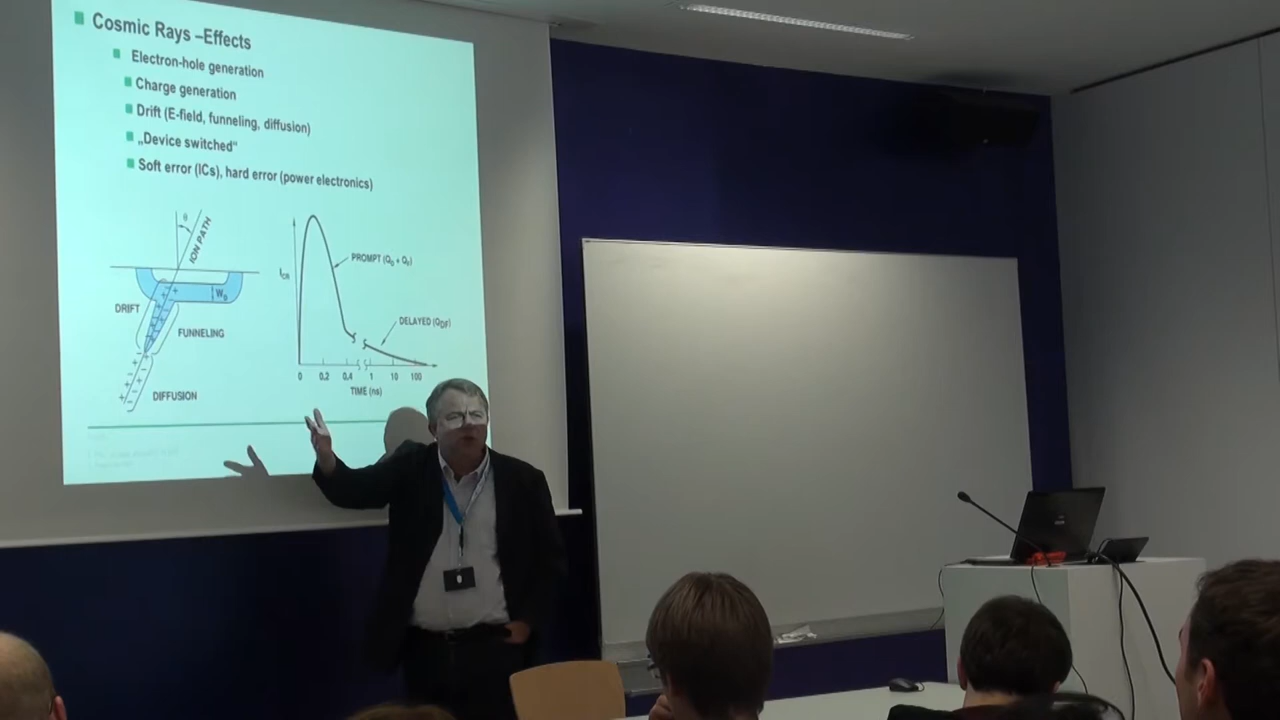 Cosmic Rays –Effects
Electron-hole generation
Charge generation
Drift (E-field, funneling, diffusion)
„Device switched“
Soft error (ICs), hard error (power electronics)
θ
ION PATH
W_D
DRIFT
FUNNELING
DIFFUSION
I_CR
PROMPT (Q_D + Q_F)
DELAYED (Q_DF)
0 0,2 0,4 1 10 100
TIME (ns)